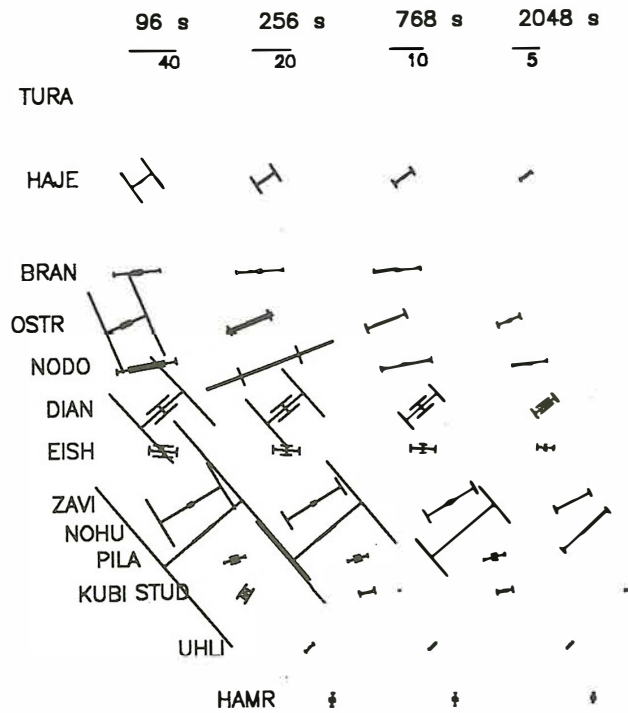 96 s 256 s 768 s 2048 s
40 20 10 5
TURA
HAJE
BRAN
OSTR
NODO
DIAN
EISH
ZAVI
NOHU
PILA
KUBI STUD
UHLI
HAMR